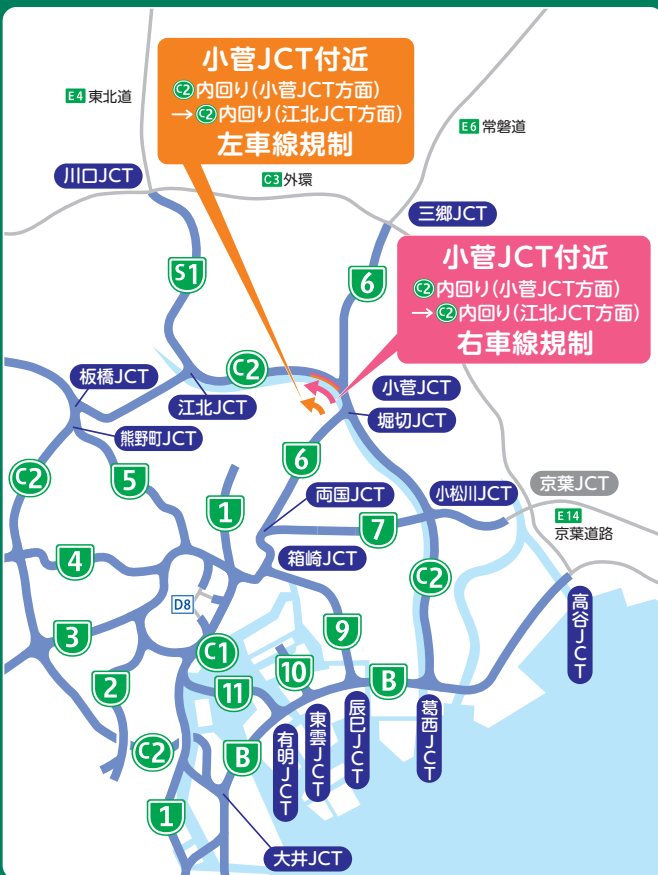 小菅JCT付近
C2内回り(小菅JCT方面)
→C2内回り(江北JCT方面)
左車線規制
E4 東北道
E6 常磐道
川口JCT
C3 外環
三郷JCT
小菅JCT付近
C2内回り(小菅JCT方面)
→C2内回り(江北JCT方面)
右車線規制
S1
6
C2
板橋JCT
江北JCT
小菅JCT
堀切JCT
熊野町JCT
6
C2
5
1
両国JCT
小松川JCT
京葉JCT
E14
京葉道路
7
4
箱崎JCT
C2
D8
高谷JCT
3
C1
9
2
11
10
B
C2
B
有明JCT
東雲JCT
辰巳JCT
葛西JCT
1
大井JCT